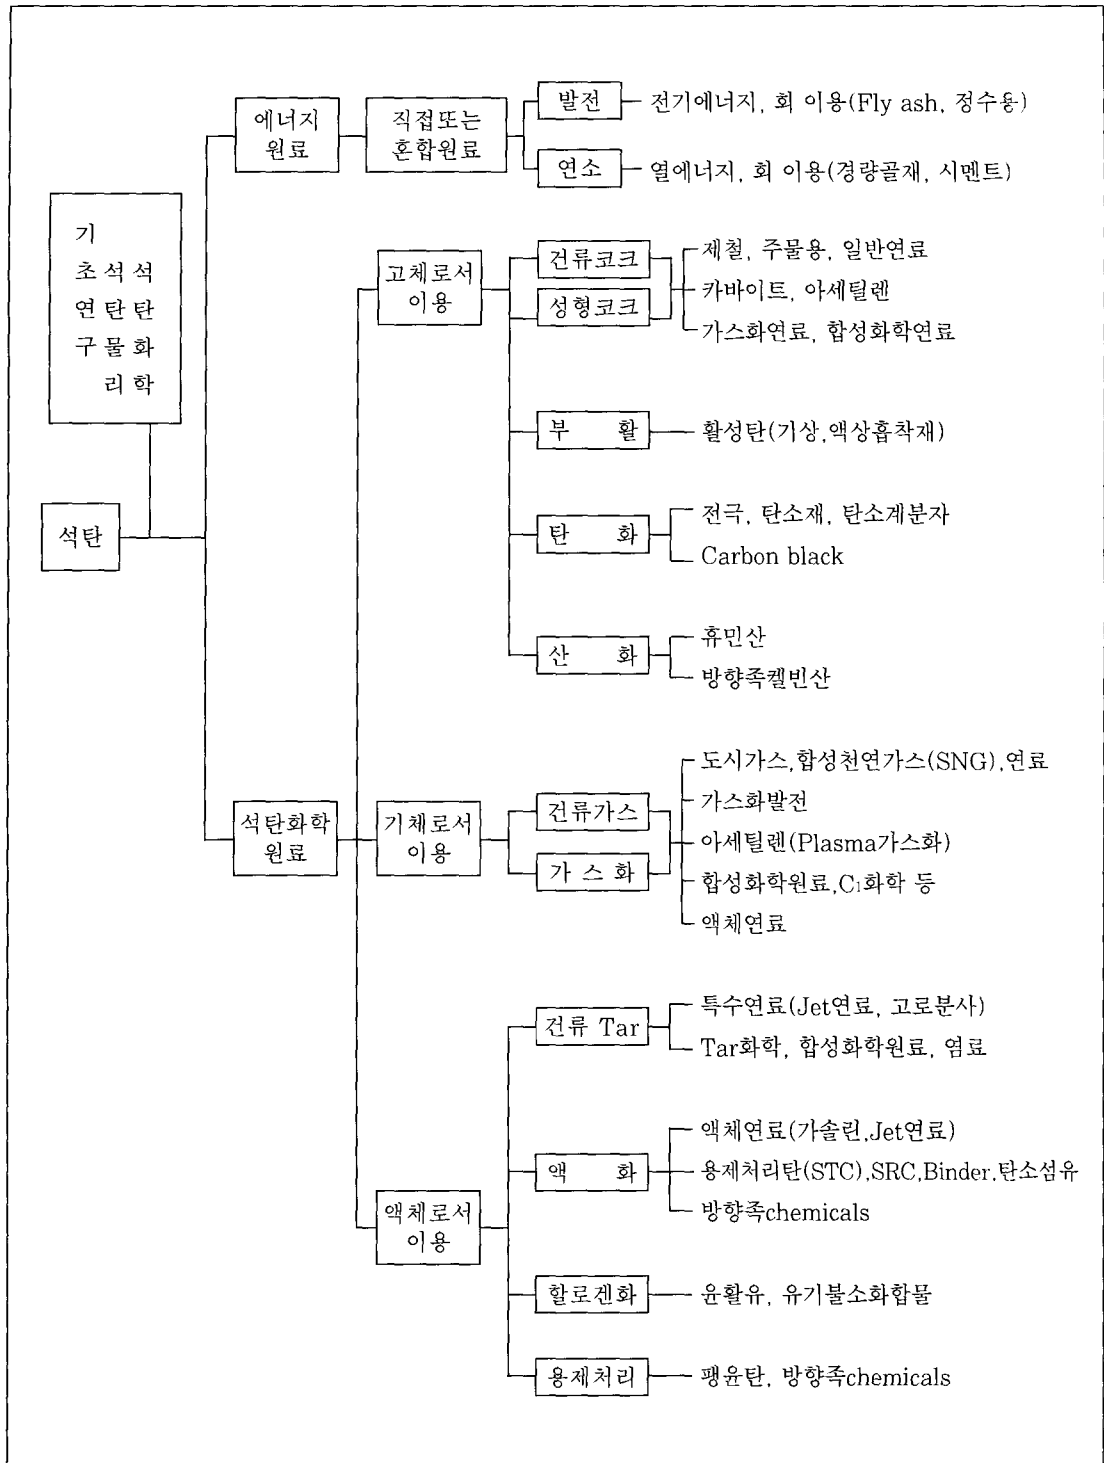 에너지
원료
직접또는
혼합원료
발전
전기에너지, 회 이용(Fly ash, 정수용)
연소
열에너지, 회 이용(경량골재, 시멘트)
기
초 석 석
연 탄 탄
구 물 화
리 학
석탄
고체로서
이용
건류코크
성형코크
제철, 주물용, 일반연료
카바이트, 아세틸렌
가스화연료, 합성화학연료
부 활
활성탄(기상,액상흡착재)
탄 화
전극, 탄소재, 탄소계분자
Carbon black
산 화
휴민산
방향족켈빈산
석탄화학
원료
기체로서
이용
건류가스
가 스 화
도시가스,합성천연가스(SNG),연료
가스화발전
아세틸렌(Plasma가스화)
합성화학원료,C₁화학 등
액체연료
액체로서
이용
건류 Tar
특수연료(Jet연료, 고로분사)
Tar화학, 합성화학원료, 염료
액 화
액체연료(가솔린,Jet연료)
용제처리탄(STC),SRC,Binder,탄소섬유
방향족chemicals
할로겐화
윤활유, 유기불소화합물
용제처리
팽윤탄, 방향족chemicals